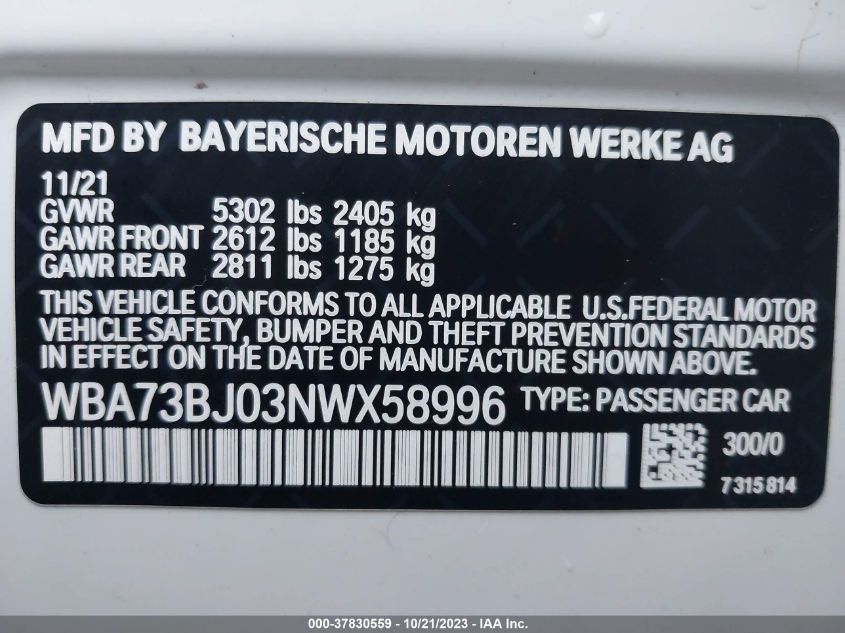 MFD BY BAYERISCHE MOTOREN WERKE AG
11/21
GVWR 5302 lbs 2405 kg
GAWR FRONT 2612 lbs 1185 kg
GAWR REAR 2811 lbs 1275 kg
THIS VEHICLE CONFORMS TO ALL APPLICABLE U.S.FEDERAL MOTOR
VEHICLE SAFETY, BUMPER AND THEFT PREVENTION STANDARDS
IN EFFECT ON THE DATE OF MANUFACTURE SHOWN ABOVE.
WBA73BJ03NWX58996 TYPE: PASSENGER CAR
300/0
7315814
000-37830559 - 10/21/2023 - IAA Inc.